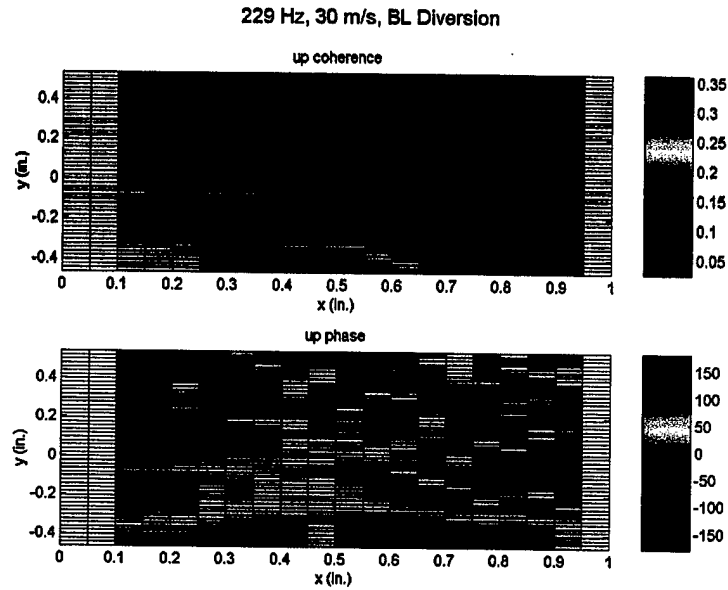 229 Hz, 30 m/s, BL Diversion
up coherence
y (in.)
0.4
0.2
0
-0.2
-0.4
0 0.1 0.2 0.3 0.4 0.5 0.6 0.7 0.8 0.9 1
x (in.)
0.35
0.3
0.25
0.2
0.15
0.1
0.05
up phase
y (in.)
0.4
0.2
0
-0.2
-0.4
0 0.1 0.2 0.3 0.4 0.5 0.6 0.7 0.8 0.9 1
x (in.)
150
100
50
0
-50
-100
-150